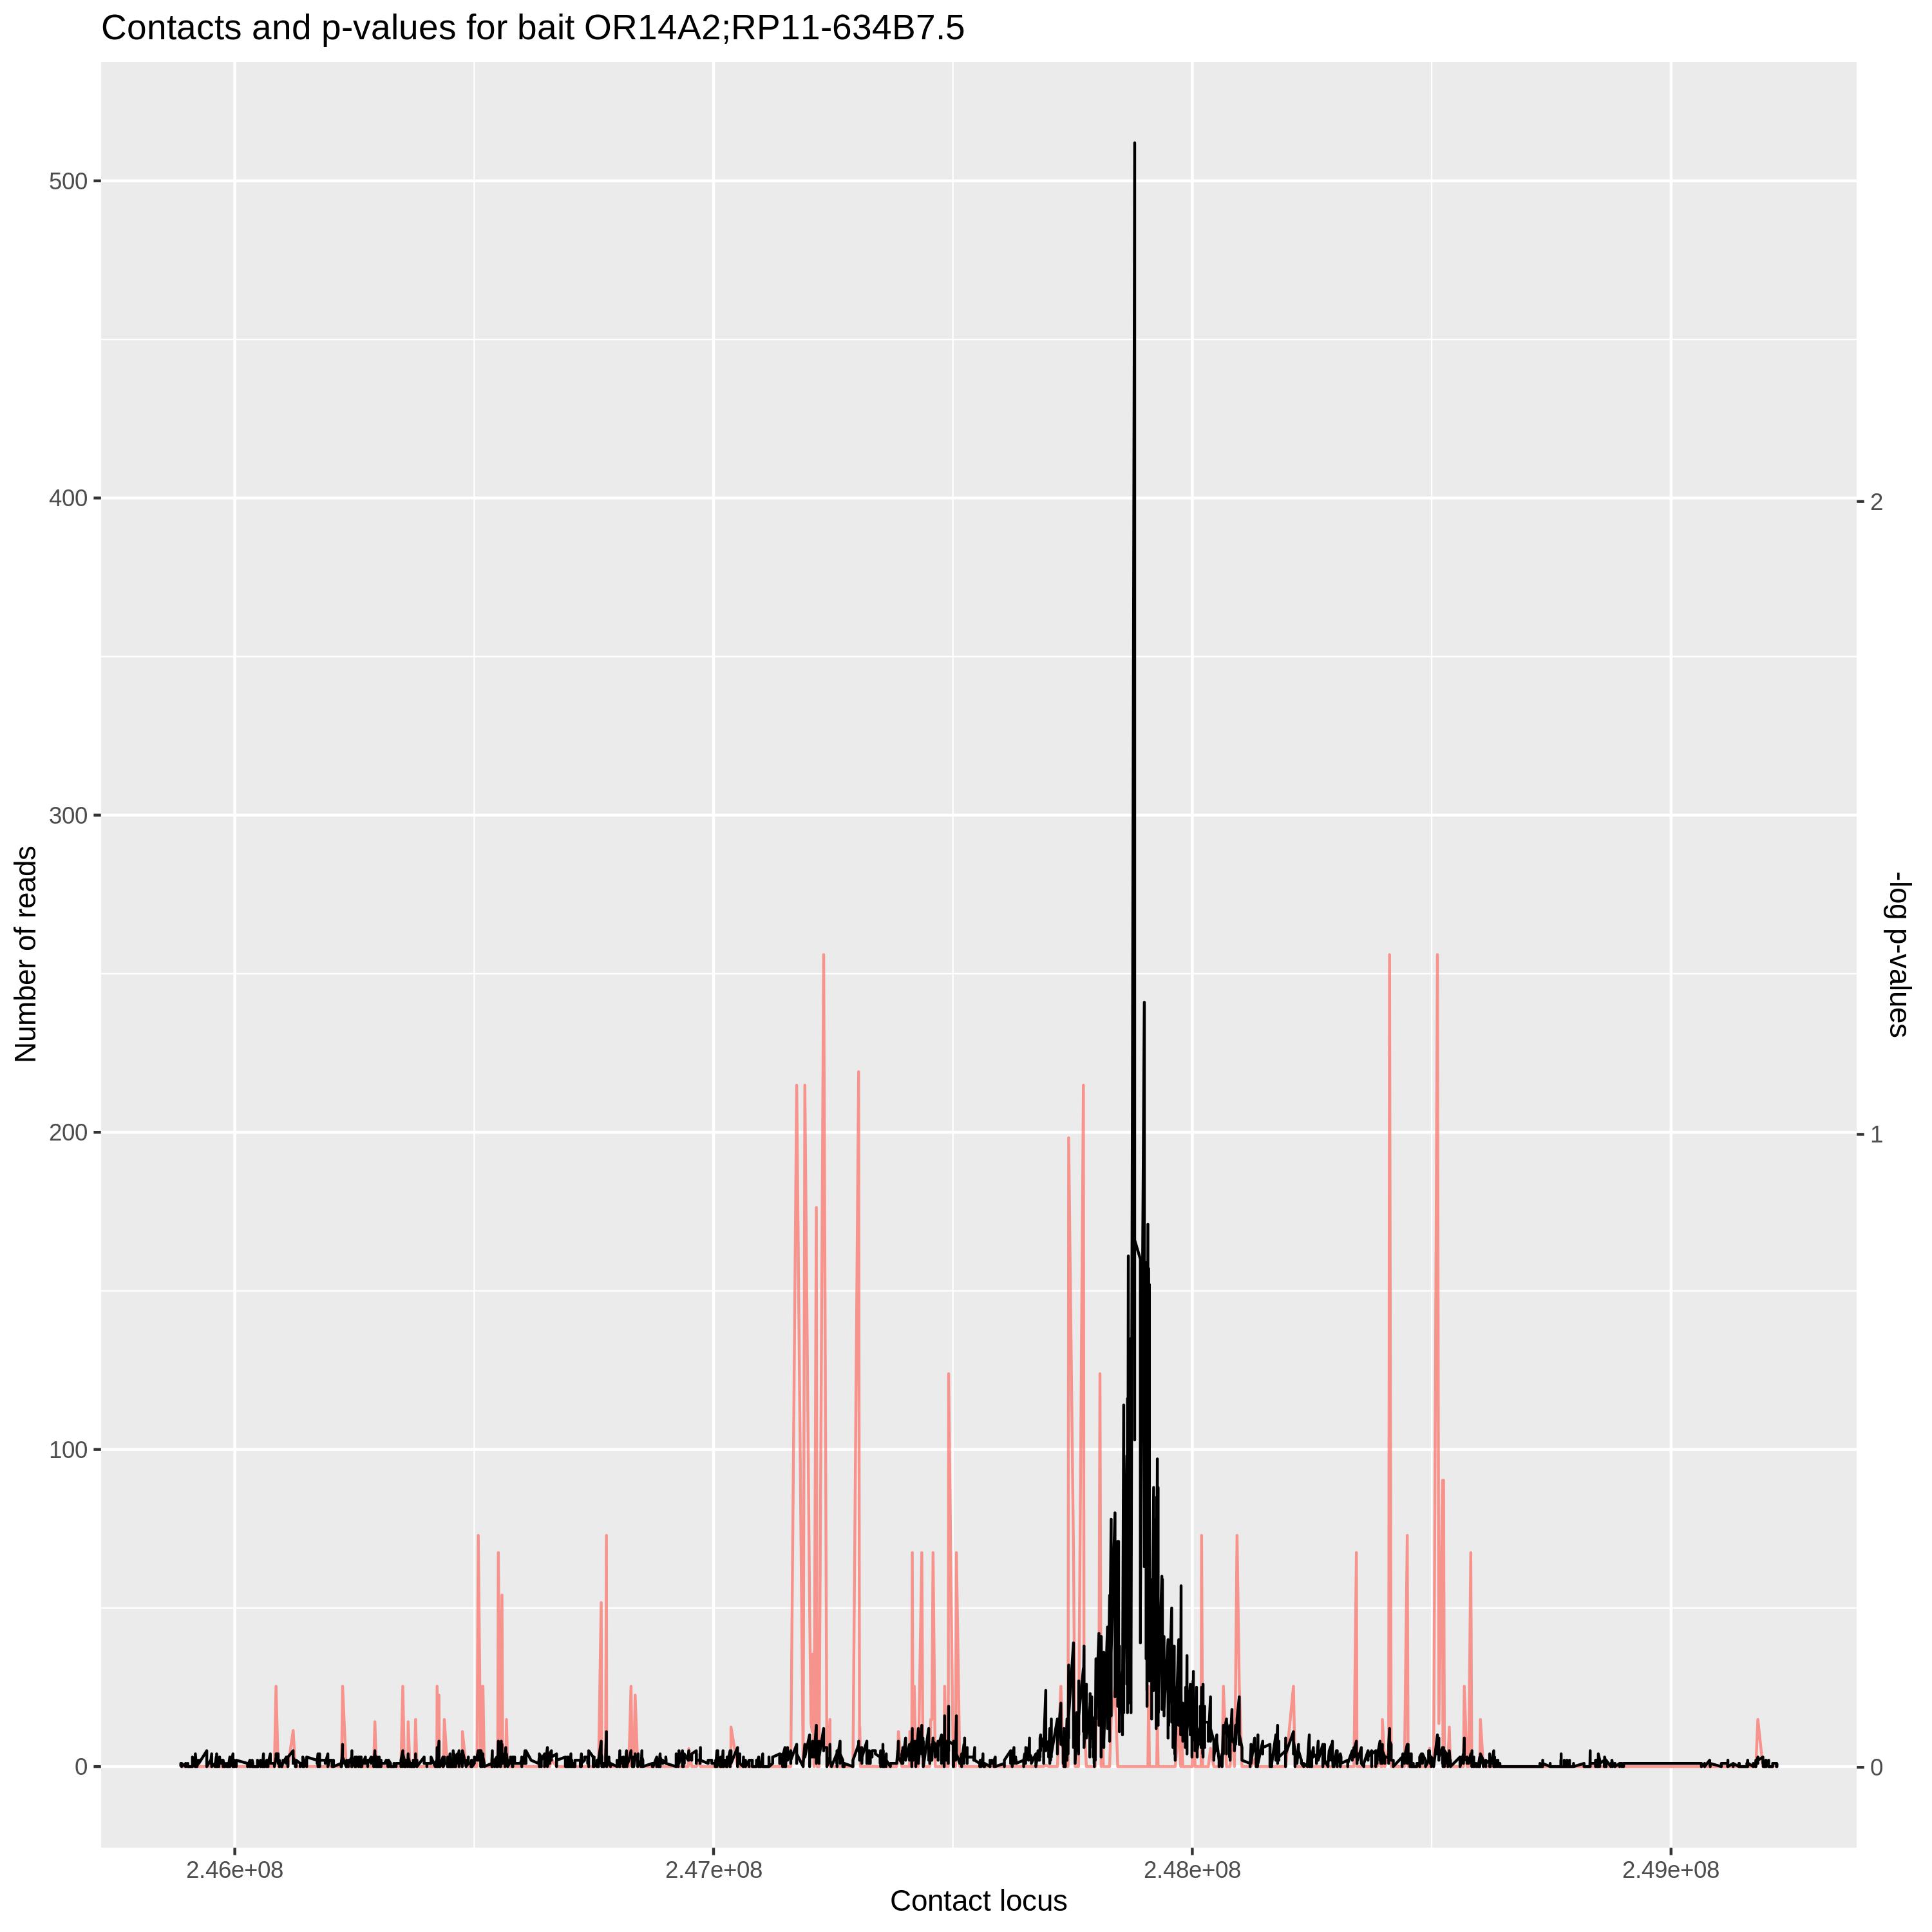 Contacts and p-values for bait OR14A2;RP11-634B7.5
500
400
300
200
100
0
Number of reads
2
1
0
-log p-values
2.46e+08
2.47e+08
2.48e+08
2.49e+08
Contact locus